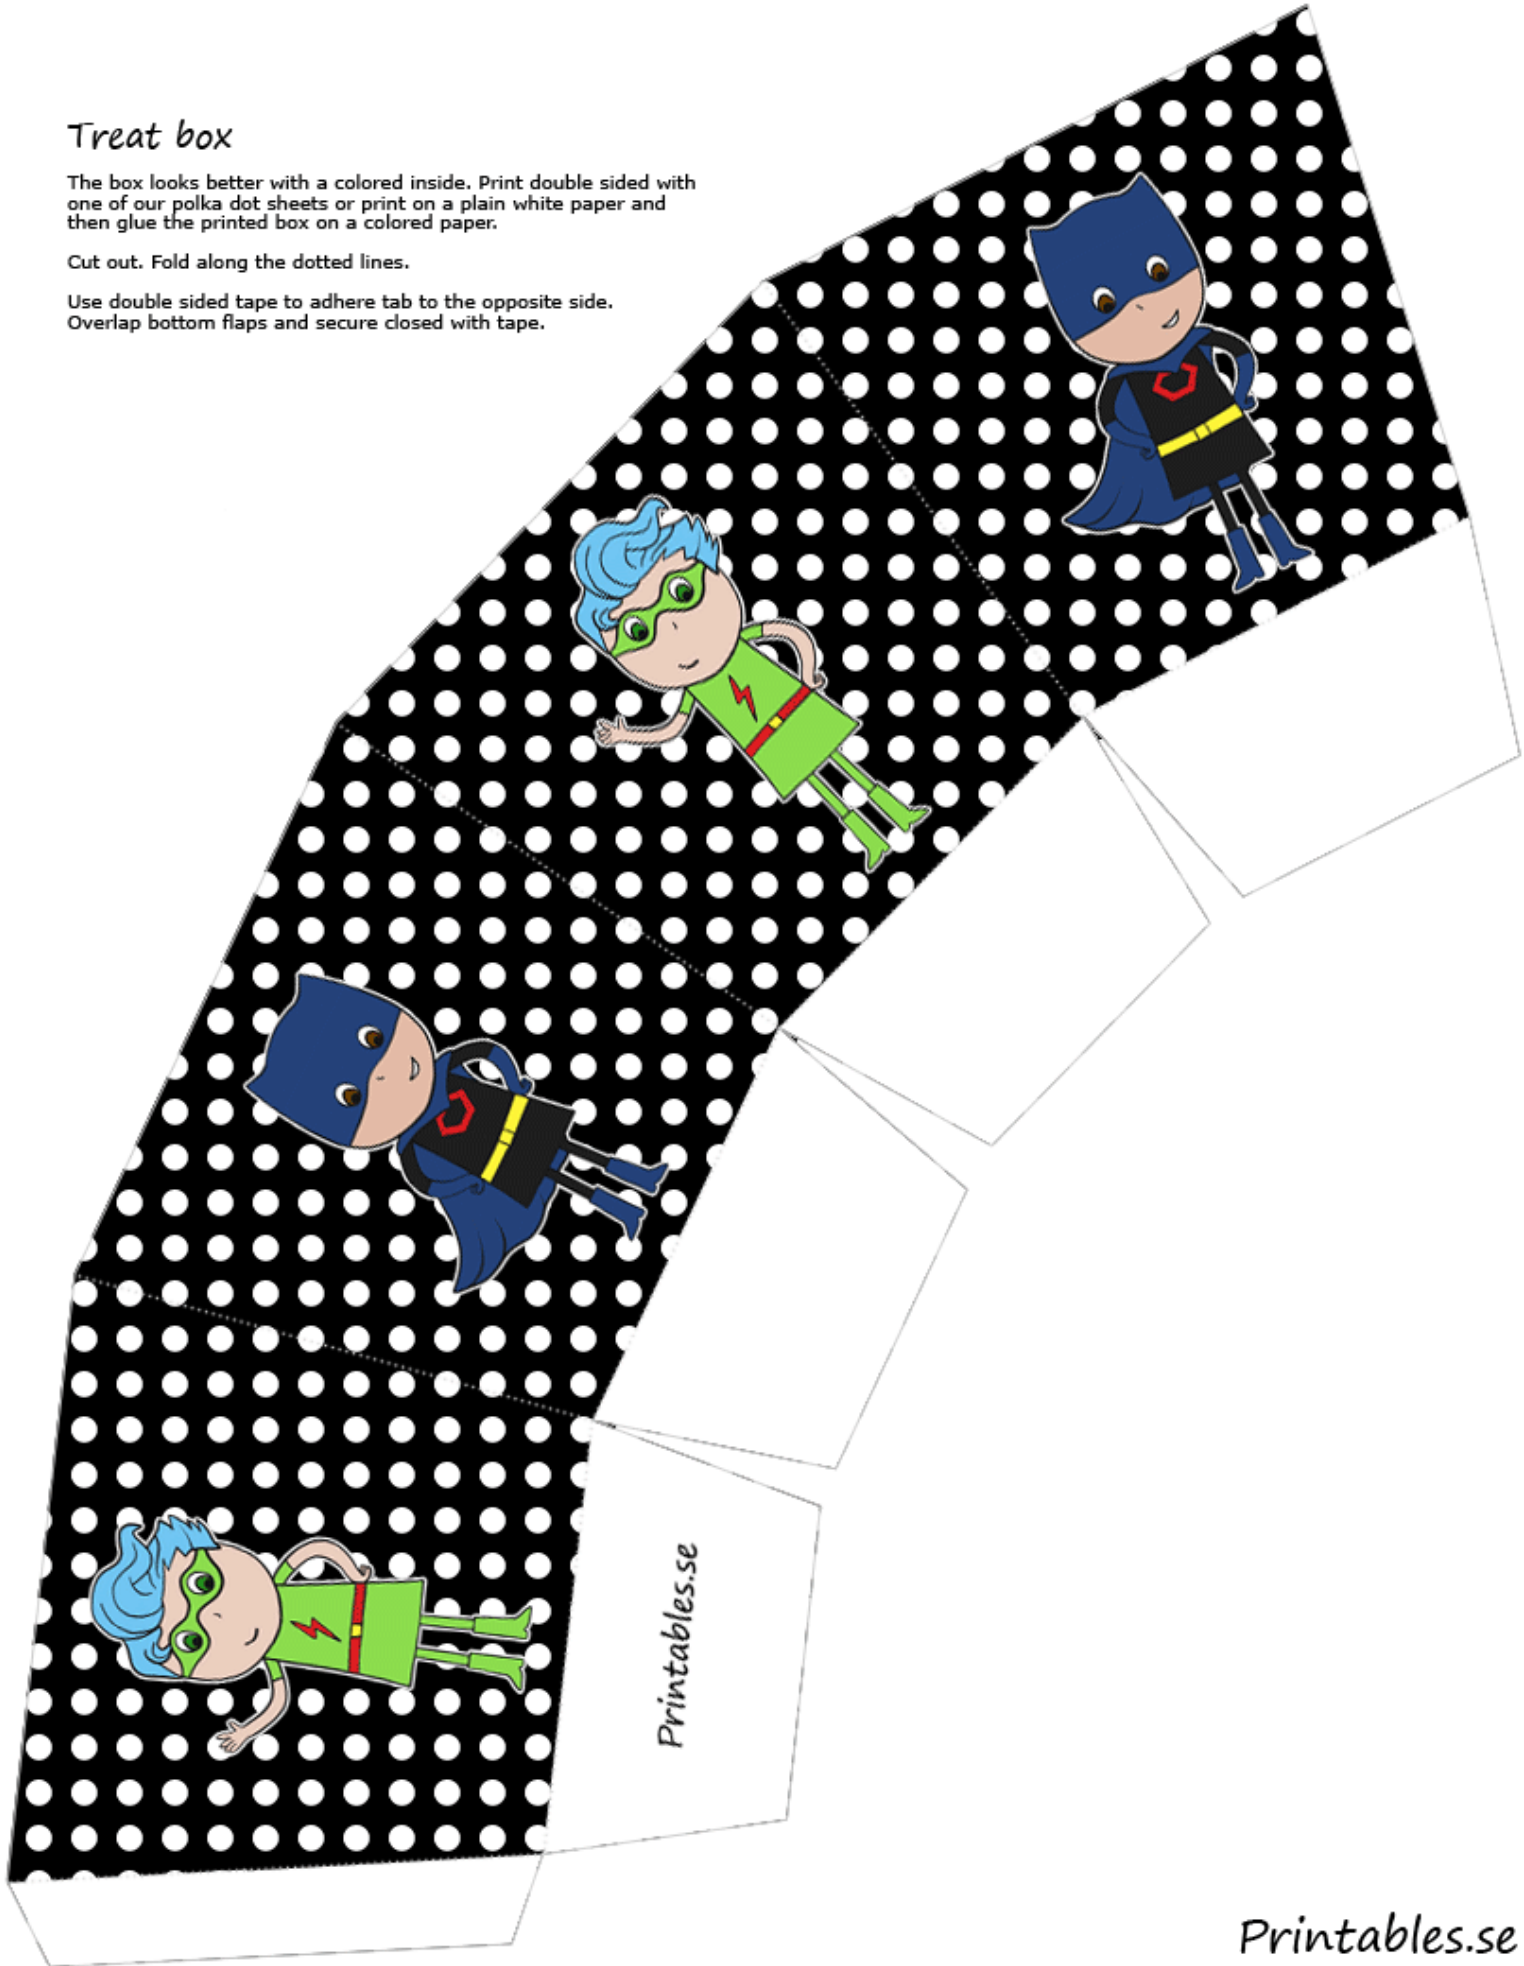 Treat box
The box looks better with a colored inside. Print double sided with
one of our polka dot sheets or print on a plain white paper and
then glue the printed box on a colored paper.
Cut out. Fold along the dotted lines.
Use double sided tape to adhere tab to the opposite side.
Overlap bottom flaps and secure closed with tape.
Printables.se
Printables.se